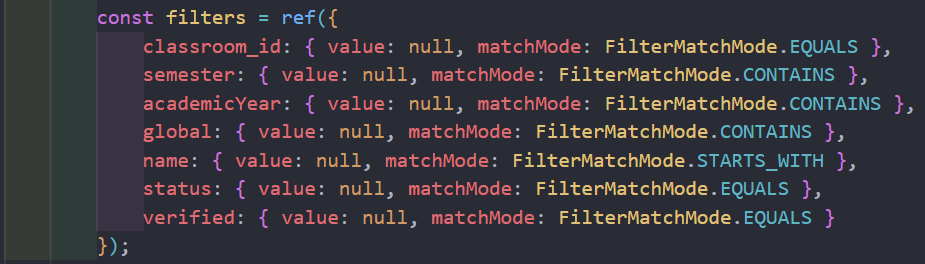 const filters = ref({
classroom_id: { value: null, matchMode: FilterMatchMode.EQUALS },
semester: { value: null, matchMode: FilterMatchMode.CONTAINS },
academicYear: { value: null, matchMode: FilterMatchMode.CONTAINS },
global: { value: null, matchMode: FilterMatchMode.CONTAINS },
name: { value: null, matchMode: FilterMatchMode.STARTS_WITH },
status: { value: null, matchMode: FilterMatchMode.EQUALS },
verified: { value: null, matchMode: FilterMatchMode.EQUALS }
});